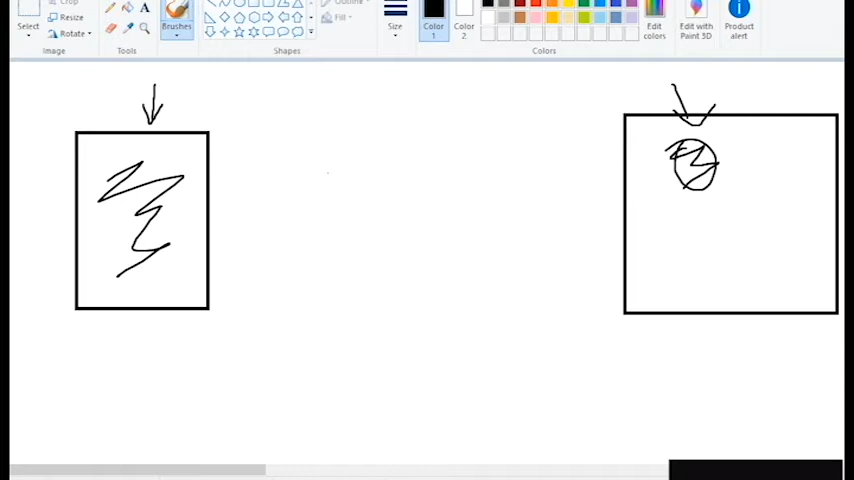 Crop
Outline
Resize
Fill
Select
Rotate
Brushes
Size
Color
1
Color
2
Edit
colors
Edit with
Paint 3D
Product
alert
Image
Tools
Shapes
Colors